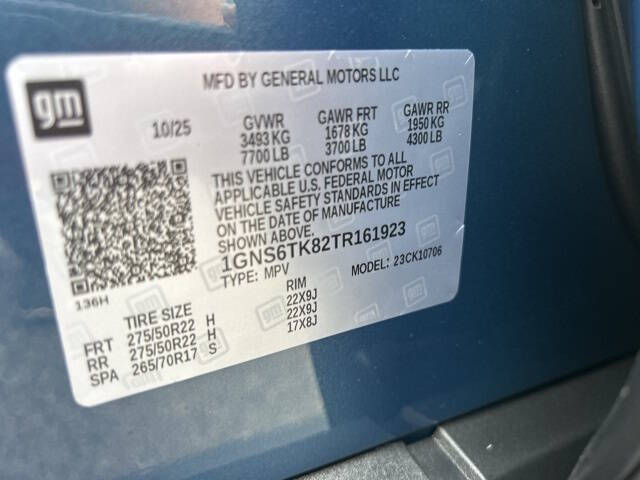 gm
MFD BY GENERAL MOTORS LLC
10/25 GVWR GAWR FRT GAWR RR
3493 KG 1678 KG 1950 KG
7700 LB 3700 LB 4300 LB
THIS VEHICLE CONFORMS TO ALL
APPLICABLE U.S. FEDERAL MOTOR
VEHICLE SAFETY STANDARDS IN EFFECT
ON THE DATE OF MANUFACTURE
SHOWN ABOVE.
1GNS6TK82TR161923
TYPE: MPV MODEL: 23CK10706
136H
TIRE SIZE RIM
FRT 275/50R22 H 22X9J
RR 275/50R22 H 22X9J
SPA 265/70R17 S 17X8J